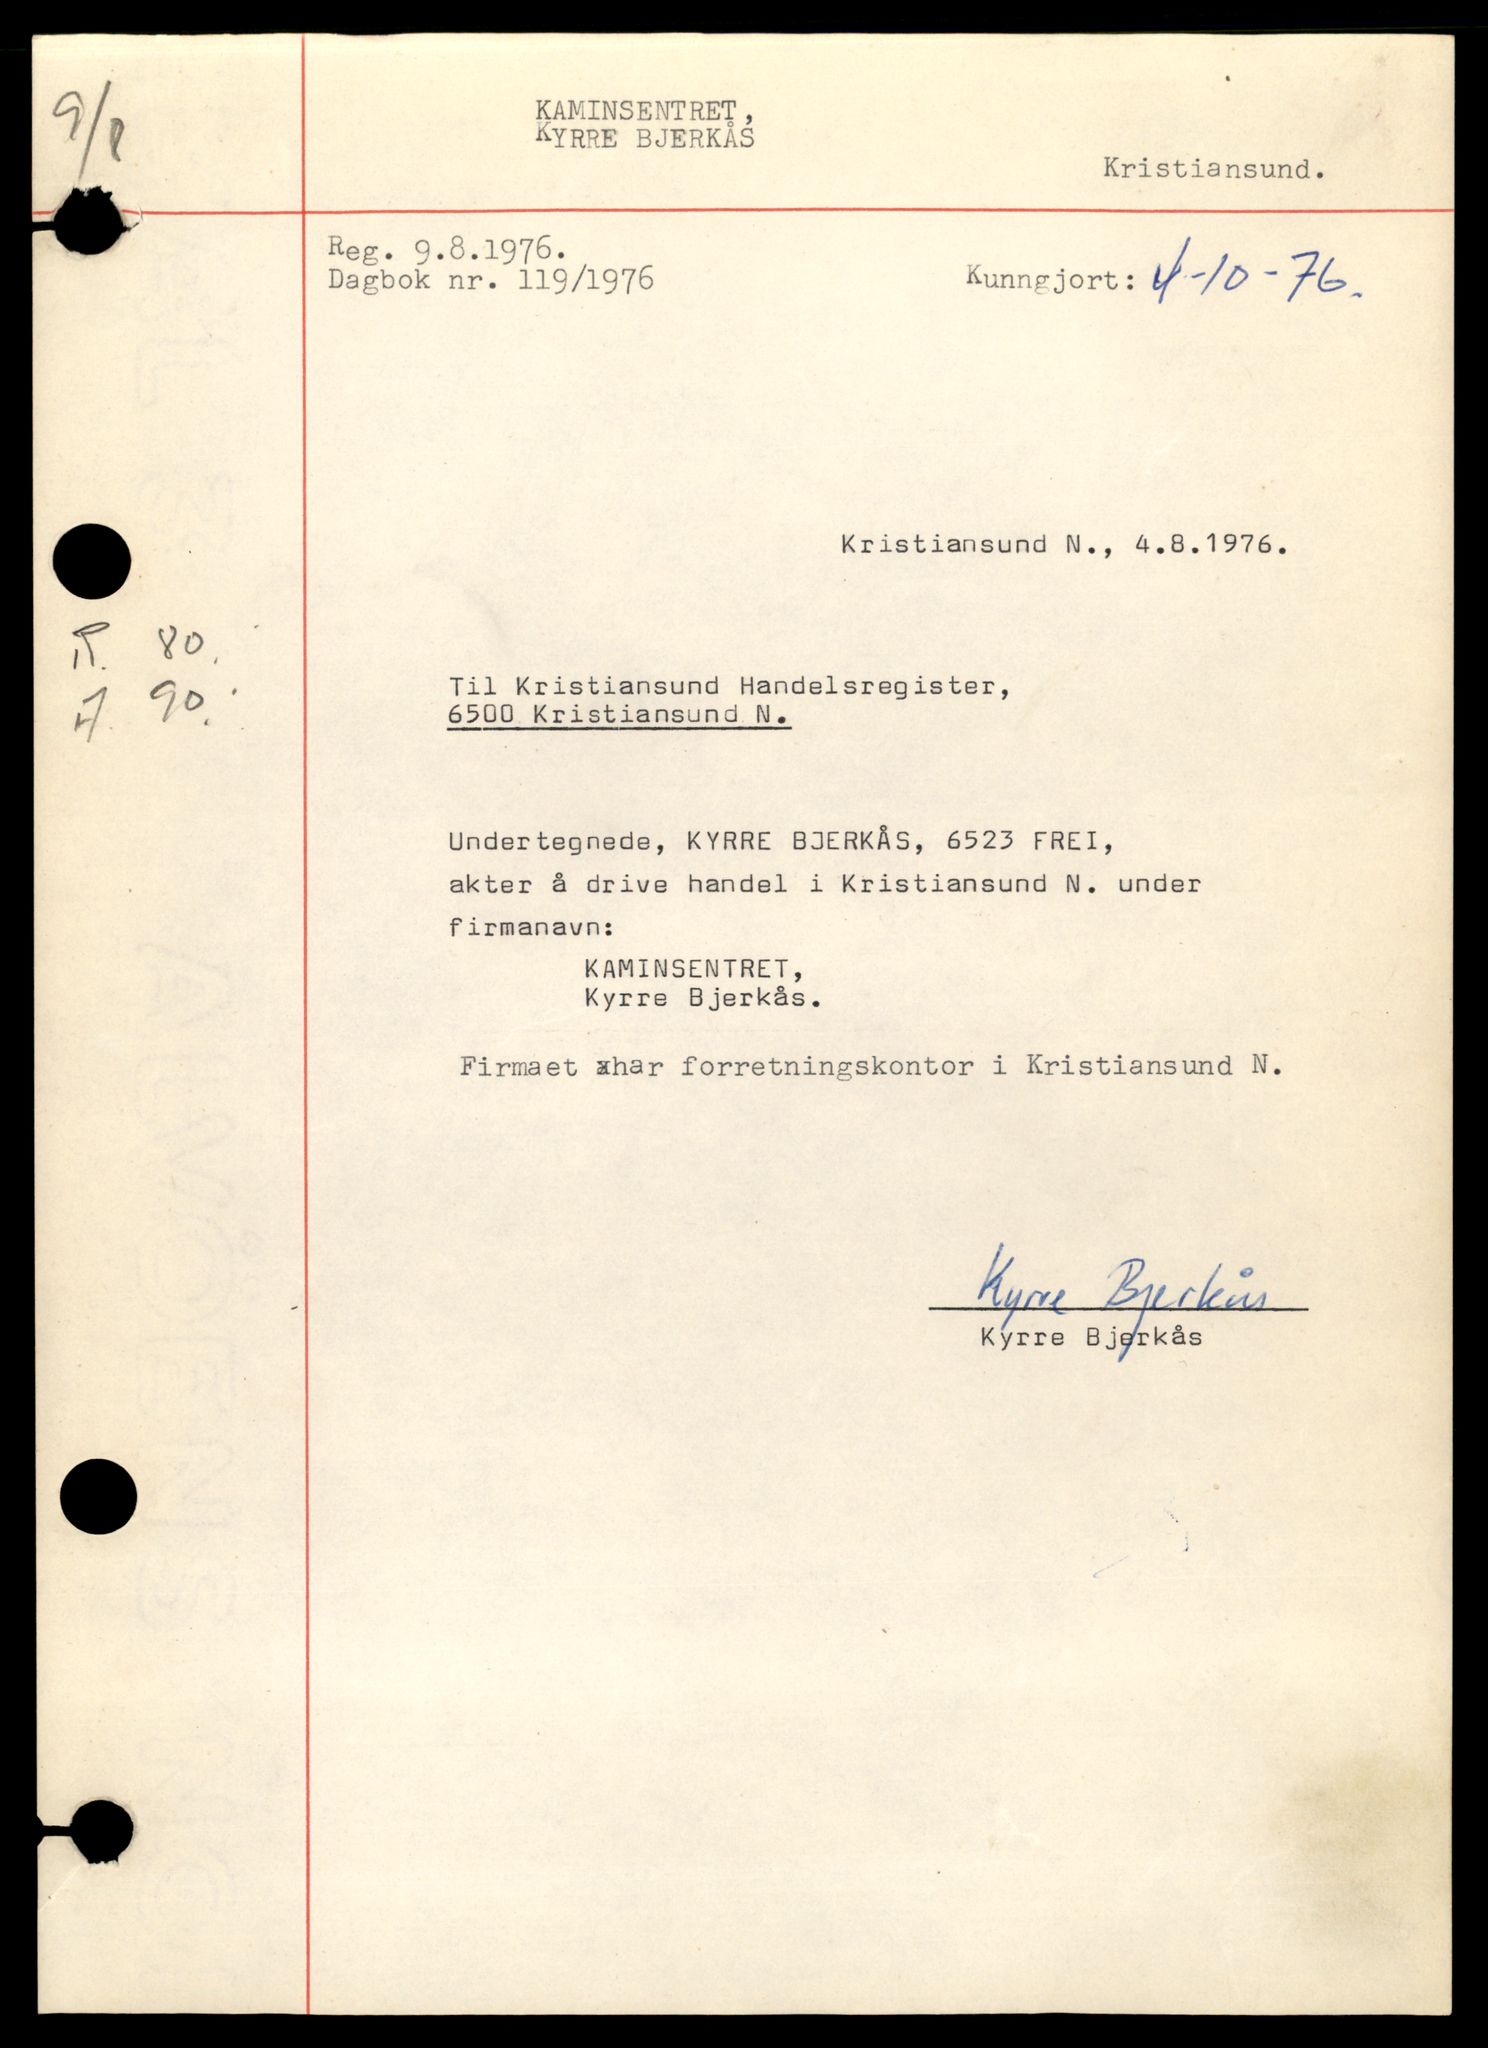 9/8
KAMINSENTRET,
KYRRE BJERKÅS
Kristiansund.
Reg. 9.8.1976.
Dagbok nr. 119/1976
Kunngjort: 4-10-76.
Kristiansund N., 4.8.1976.
80.
90.
Til Kristiansund Handelsregister,
6500 Kristiansund N.
Undertegnede, KYRRE BJERKÅS, 6523 FREI,
akter å drive handel i Kristiansund N. under
firmanavn:
KAMINSENTRET,
Kyrre Bjerkås.
Firmaet xhar forretningskontor i Kristiansund N.
Kyrre Bjerkås
Kyrre Bjerkås